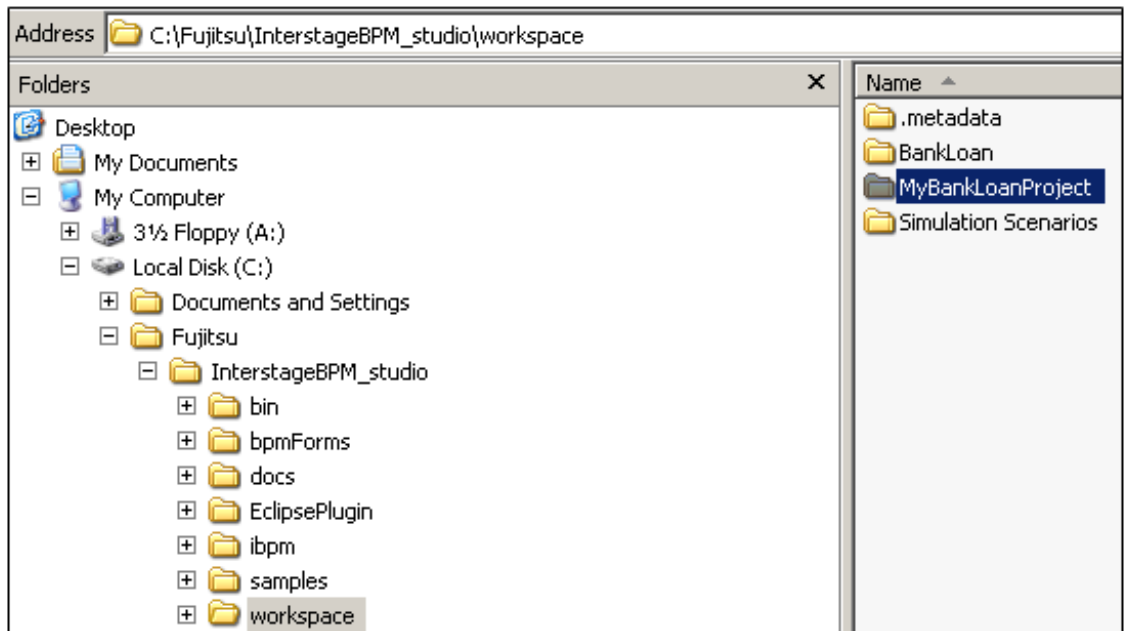 Address C:\Fujitsu\InterstageBPM_studio\workspace
Folders
Desktop
My Documents
My Computer
3½ Floppy (A:)
Local Disk (C:)
Documents and Settings
Fujitsu
InterstageBPM_studio
bin
bpmForms
docs
EclipsePlugin
ibpm
samples
workspace
Name
.metadata
BankLoan
MyBankLoanProject
Simulation Scenarios